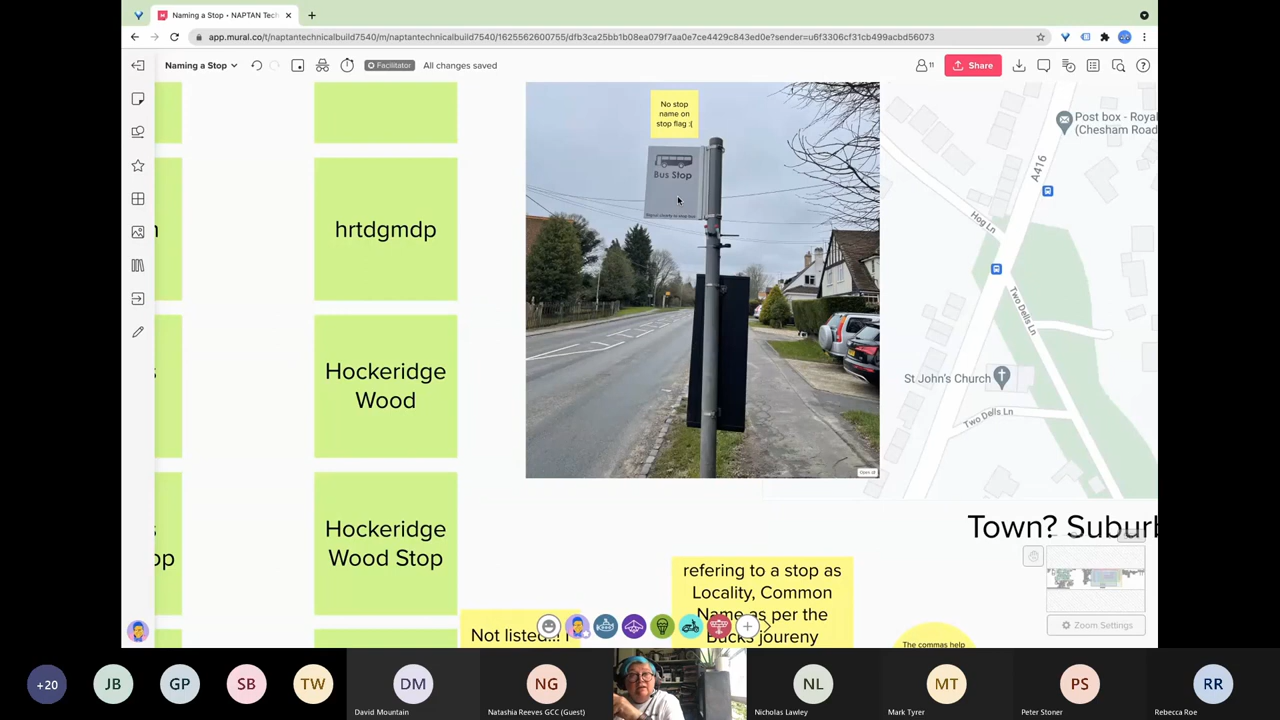 Naming a Stop • NAPTAN Tech
app.mural.co/t/naptantechnicalbuild7540/m/naptantechnicalbuild7540/1625562600755/dfb3ca25bb1b08ea079f7aa0e7ce4429c843ed0e?sender=u6f3306cf31cb499acbd56073
Naming a Stop
Facilitator
All changes saved
11
Share
No stop
name on
stop flag :(
Bus Stop
Post box - Royal
(Chesham Road
A416
Hog Ln
Two Dells Ln
St John's Church
Two Dells Ln
hrtdgmdp
Hockeridge
Wood
Hockeridge
Wood Stop
op
Town? Suburb
refering to a stop as
Locality, Common
Name as per the
Bucks joureny
Not listed...
The commas help
Zoom Settings
+20
JB
GP
SB
TW
DM
David Mountain
NG
Natashia Reeves GCC (Guest)
NL
Nicholas Lawley
MT
Mark Tyrer
PS
Peter Stoner
RR
Rebecca Roe